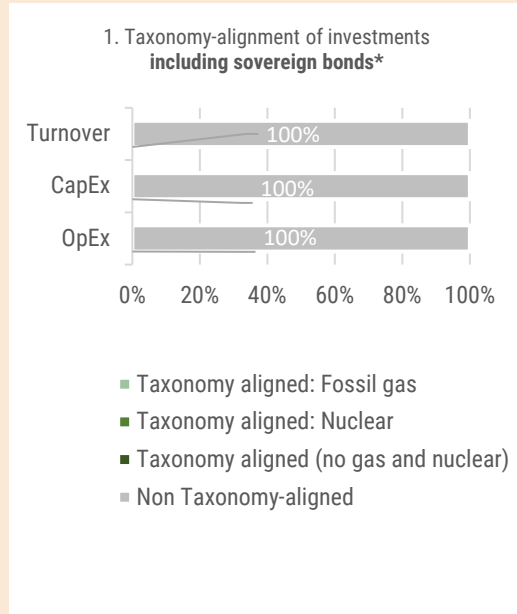 1. Taxonomy-alignment of investments
including sovereign bonds*
Turnover 100%
CapEx 100%
OpEx 100%
0% 20% 40% 60% 80% 100%
Taxonomy aligned: Fossil gas
Taxonomy aligned: Nuclear
Taxonomy aligned (no gas and nuclear)
Non Taxonomy-aligned